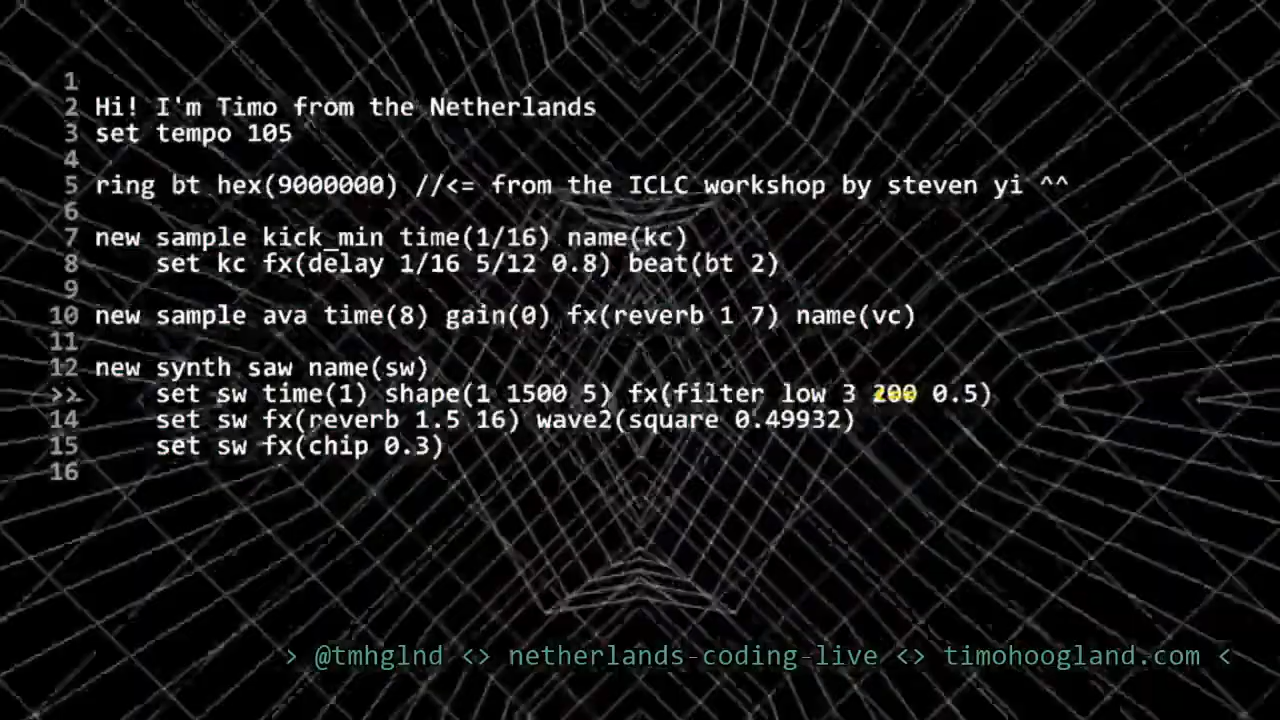 1
2 Hi! I'm Timo from the Netherlands
3 set tempo 105
4
5 ring bt hex(9000000) //<= from the ICLC workshop by steven yi ^^
6
7 new sample kick_min time(1/16) name(kc)
8 set kc fx(delay 1/16 5/12 0.8) beat(bt 2)
9
10 new sample ava time(8) gain(0) fx(reverb 1 7) name(vc)
11
12 new synth saw name(sw)
>> set sw time(1) shape(1 1500 5) fx(filter low 3 200 0.5)
14 set sw fx(reverb 1.5 16) wave2(square 0.49932)
15 set sw fx(chip 0.3)
16
> @tmhglnd <> netherlands-coding-live <> timohoogland.com <